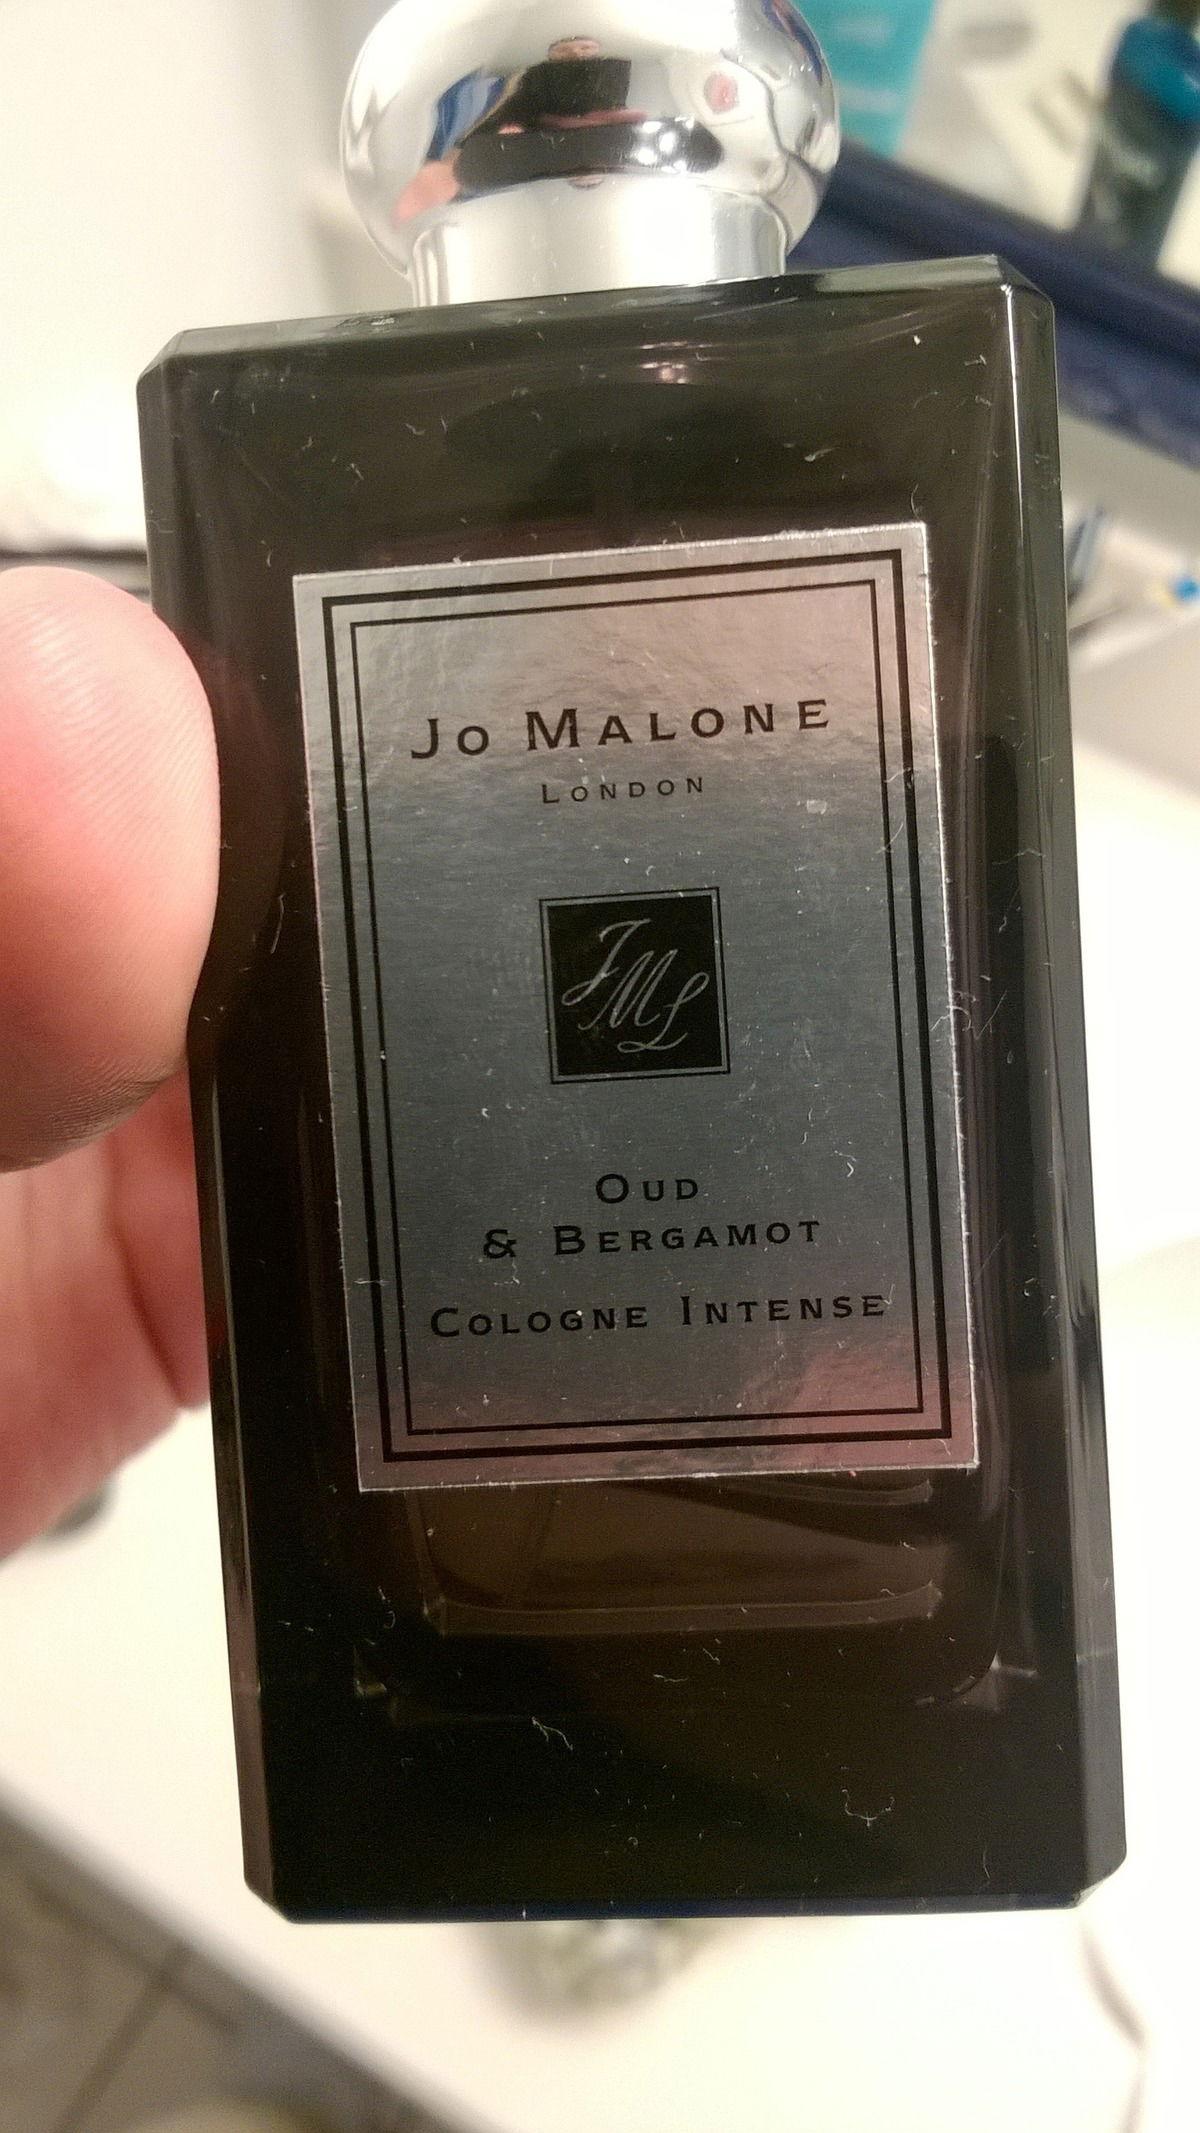 Jo Malone
London
JML
Oud
& Bergamot
Cologne Intense